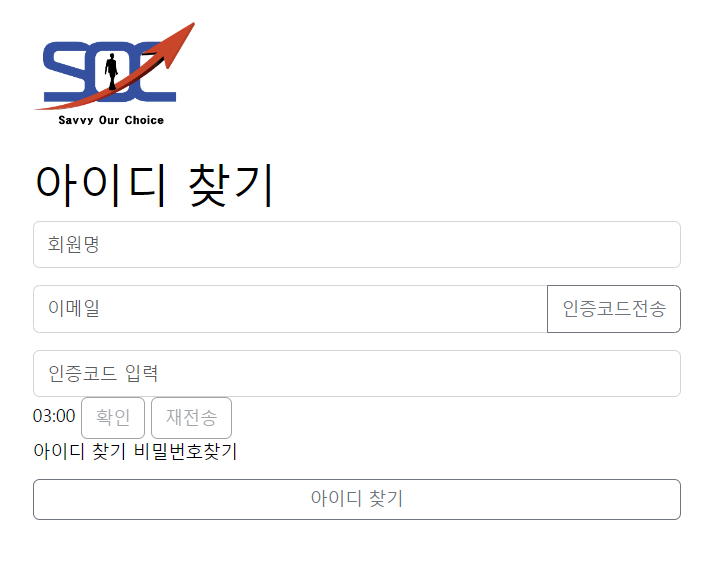 SOC
Savvy Our Choice
아이디 찾기
회원명
이메일 인증코드전송
인증코드 입력
03:00 확인 재전송
아이디 찾기 비밀번호찾기
아이디 찾기